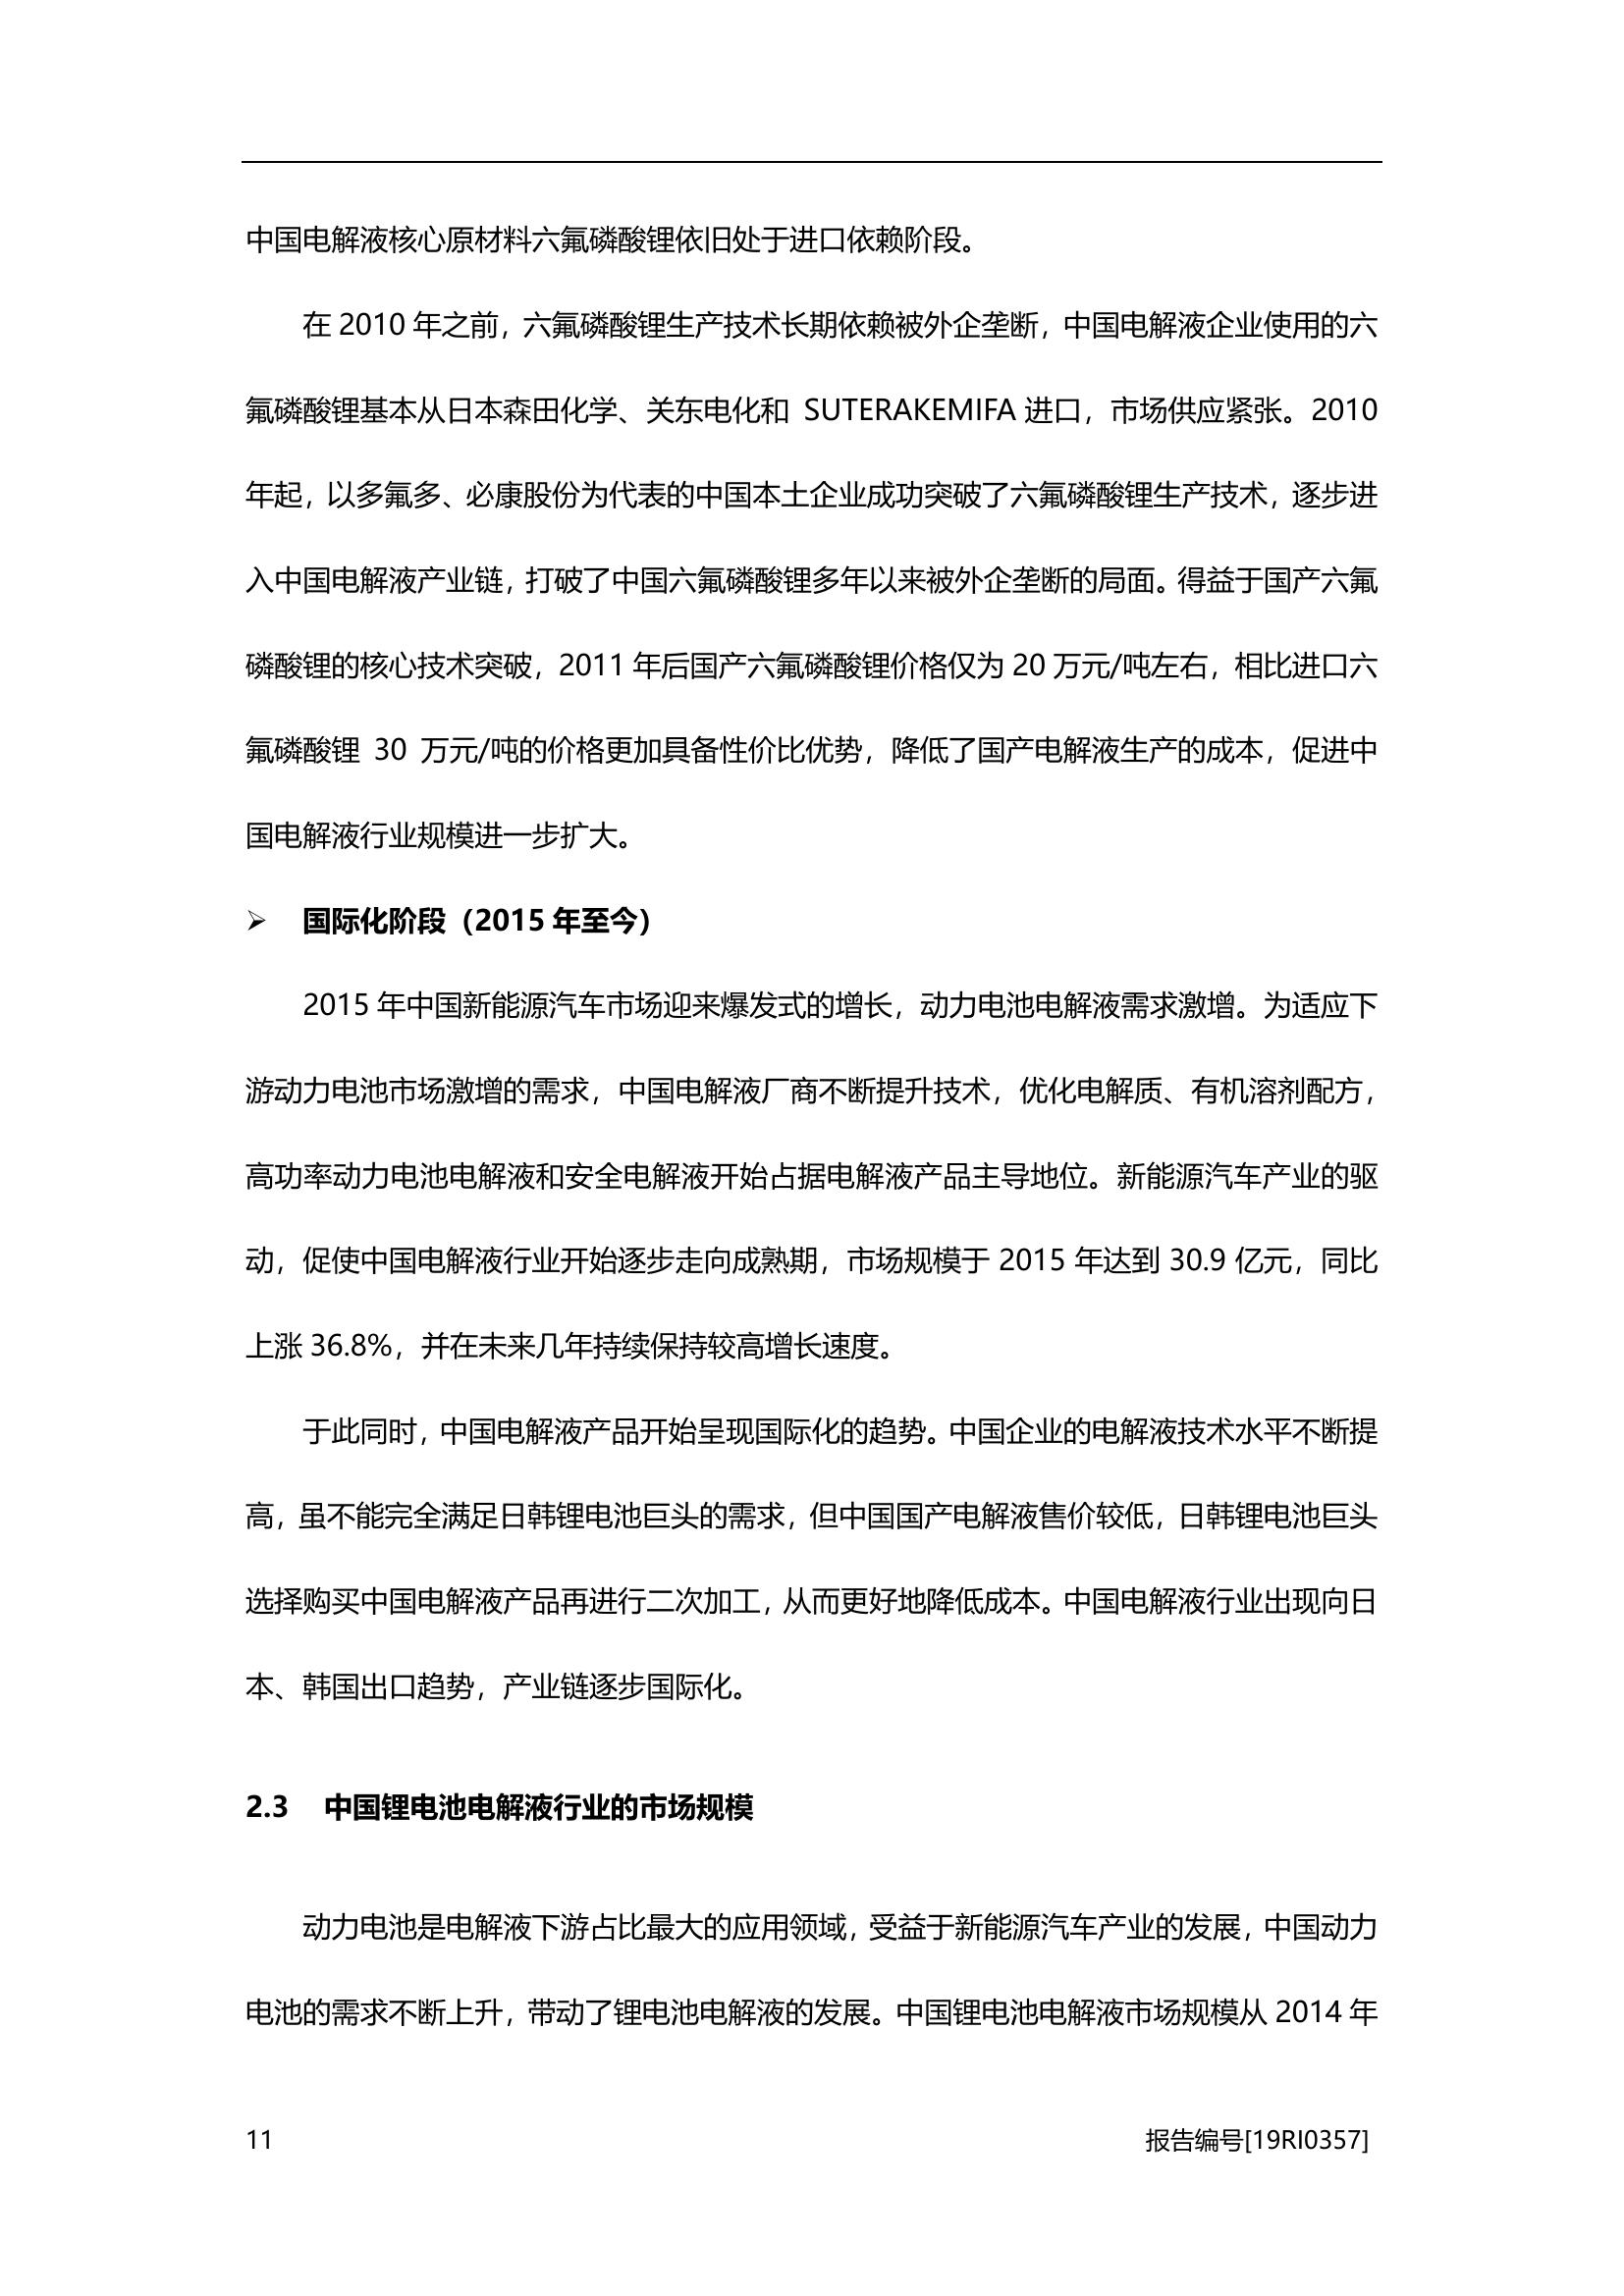 中国电解液核心原材料六氟磷酸锂依旧处于进口依赖阶段。
在 2010 年之前，六氟磷酸锂生产技术长期依赖被外企垄断，中国电解液企业使用的六
氟磷酸锂基本从日本森田化学、关东电化和 SUTERAKEMIFA 进口，市场供应紧张。2010
年起，以多氟多、必康股份为代表的中国本土企业成功突破了六氟磷酸锂生产技术，逐步进
入中国电解液产业链，打破了中国六氟磷酸锂多年以来被外企垄断的局面。得益于国产六氟
磷酸锂的核心技术突破，2011 年后国产六氟磷酸锂价格仅为 20 万元/吨左右，相比进口六
氟磷酸锂 30 万元/吨的价格更加具备性价比优势，降低了国产电解液生产的成本，促进中
国电解液行业规模进一步扩大。
➢ 国际化阶段（2015 年至今）
2015 年中国新能源汽车市场迎来爆发式的增长，动力电池电解液需求激增。为适应下
游动力电池市场激增的需求，中国电解液厂商不断提升技术，优化电解质、有机溶剂配方，
高功率动力电池电解液和安全电解液开始占据电解液产品主导地位。新能源汽车产业的驱
动，促使中国电解液行业开始逐步走向成熟期，市场规模于 2015 年达到 30.9 亿元，同比
上涨 36.8%，并在未来几年持续保持较高增长速度。
于此同时，中国电解液产品开始呈现国际化的趋势。中国企业的电解液技术水平不断提
高，虽不能完全满足日韩锂电池巨头的需求，但中国国产电解液售价较低，日韩锂电池巨头
选择购买中国电解液产品再进行二次加工，从而更好地降低成本。中国电解液行业出现向日
本、韩国出口趋势，产业链逐步国际化。
2.3 中国锂电池电解液行业的市场规模
动力电池是电解液下游占比最大的应用领域，受益于新能源汽车产业的发展，中国动力
电池的需求不断上升，带动了锂电池电解液的发展。中国锂电池电解液市场规模从 2014 年
11 报告编号[19RI0357]